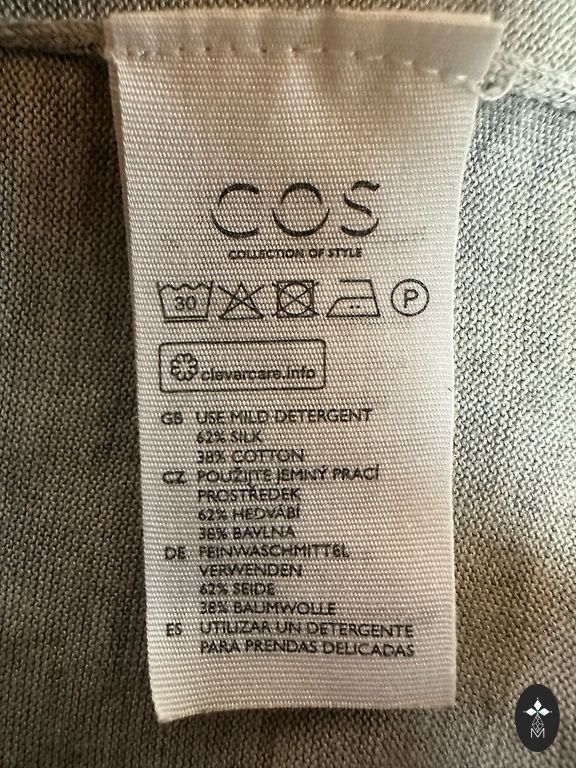 COS
COLLECTION OF STYLE
30 P
clevercare.info
GB USE MILD DETERGENT
62% SILK
38% COTTON
CZ POUŽIJTE JEMNÝ PRACÍ
PROSTŘEDEK
62% HEDVÁBÍ
38% BAVLNA
DE FEINWASCHMITTEL
VERWENDEN
62% SEIDE
38% BAUMWOLLE
ES UTILIZAR UN DETERGENTE
PARA PRENDAS DELICADAS
M